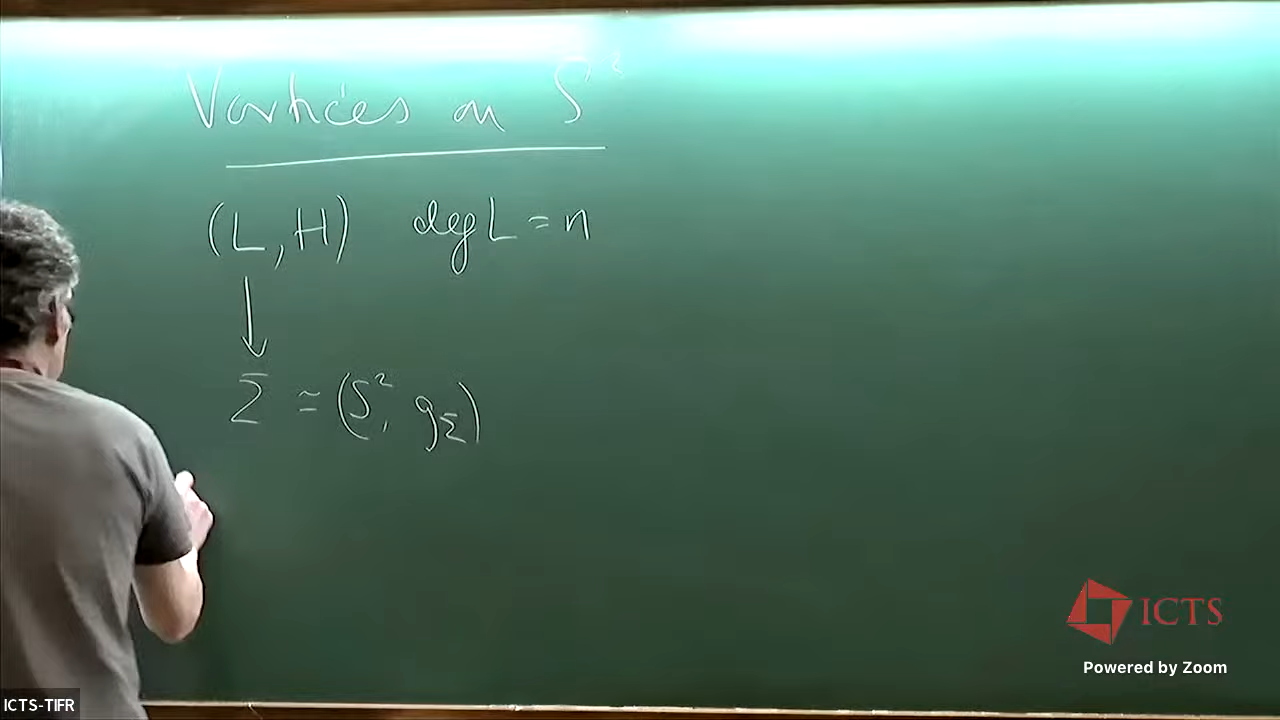 Vortices on S²
(L, H) deg L = n
↓
Σ ≃ (S², g_Σ)
ICTS
Powered by Zoom
ICTS-TIFR